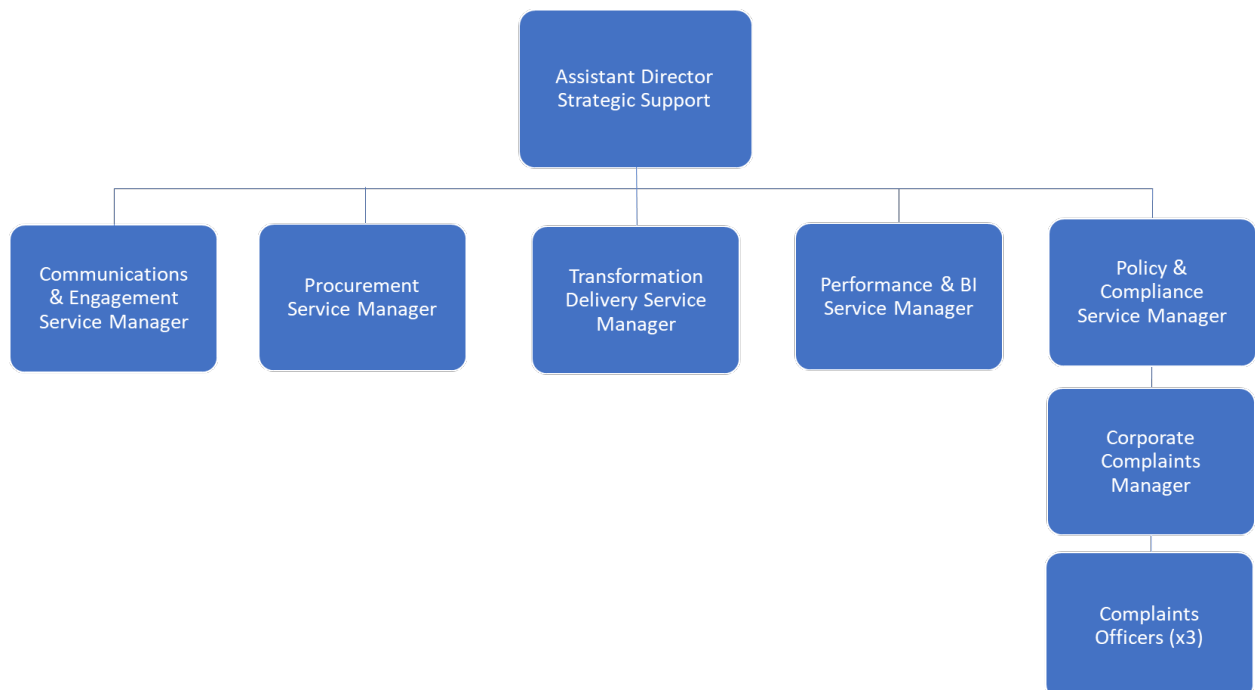 Assistant Director
Strategic Support
Communications
& Engagement
Service Manager
Procurement
Service Manager
Transformation
Delivery Service
Manager
Performance & BI
Service Manager
Policy &
Compliance
Service Manager
Corporate
Complaints
Manager
Complaints
Officers (x3)